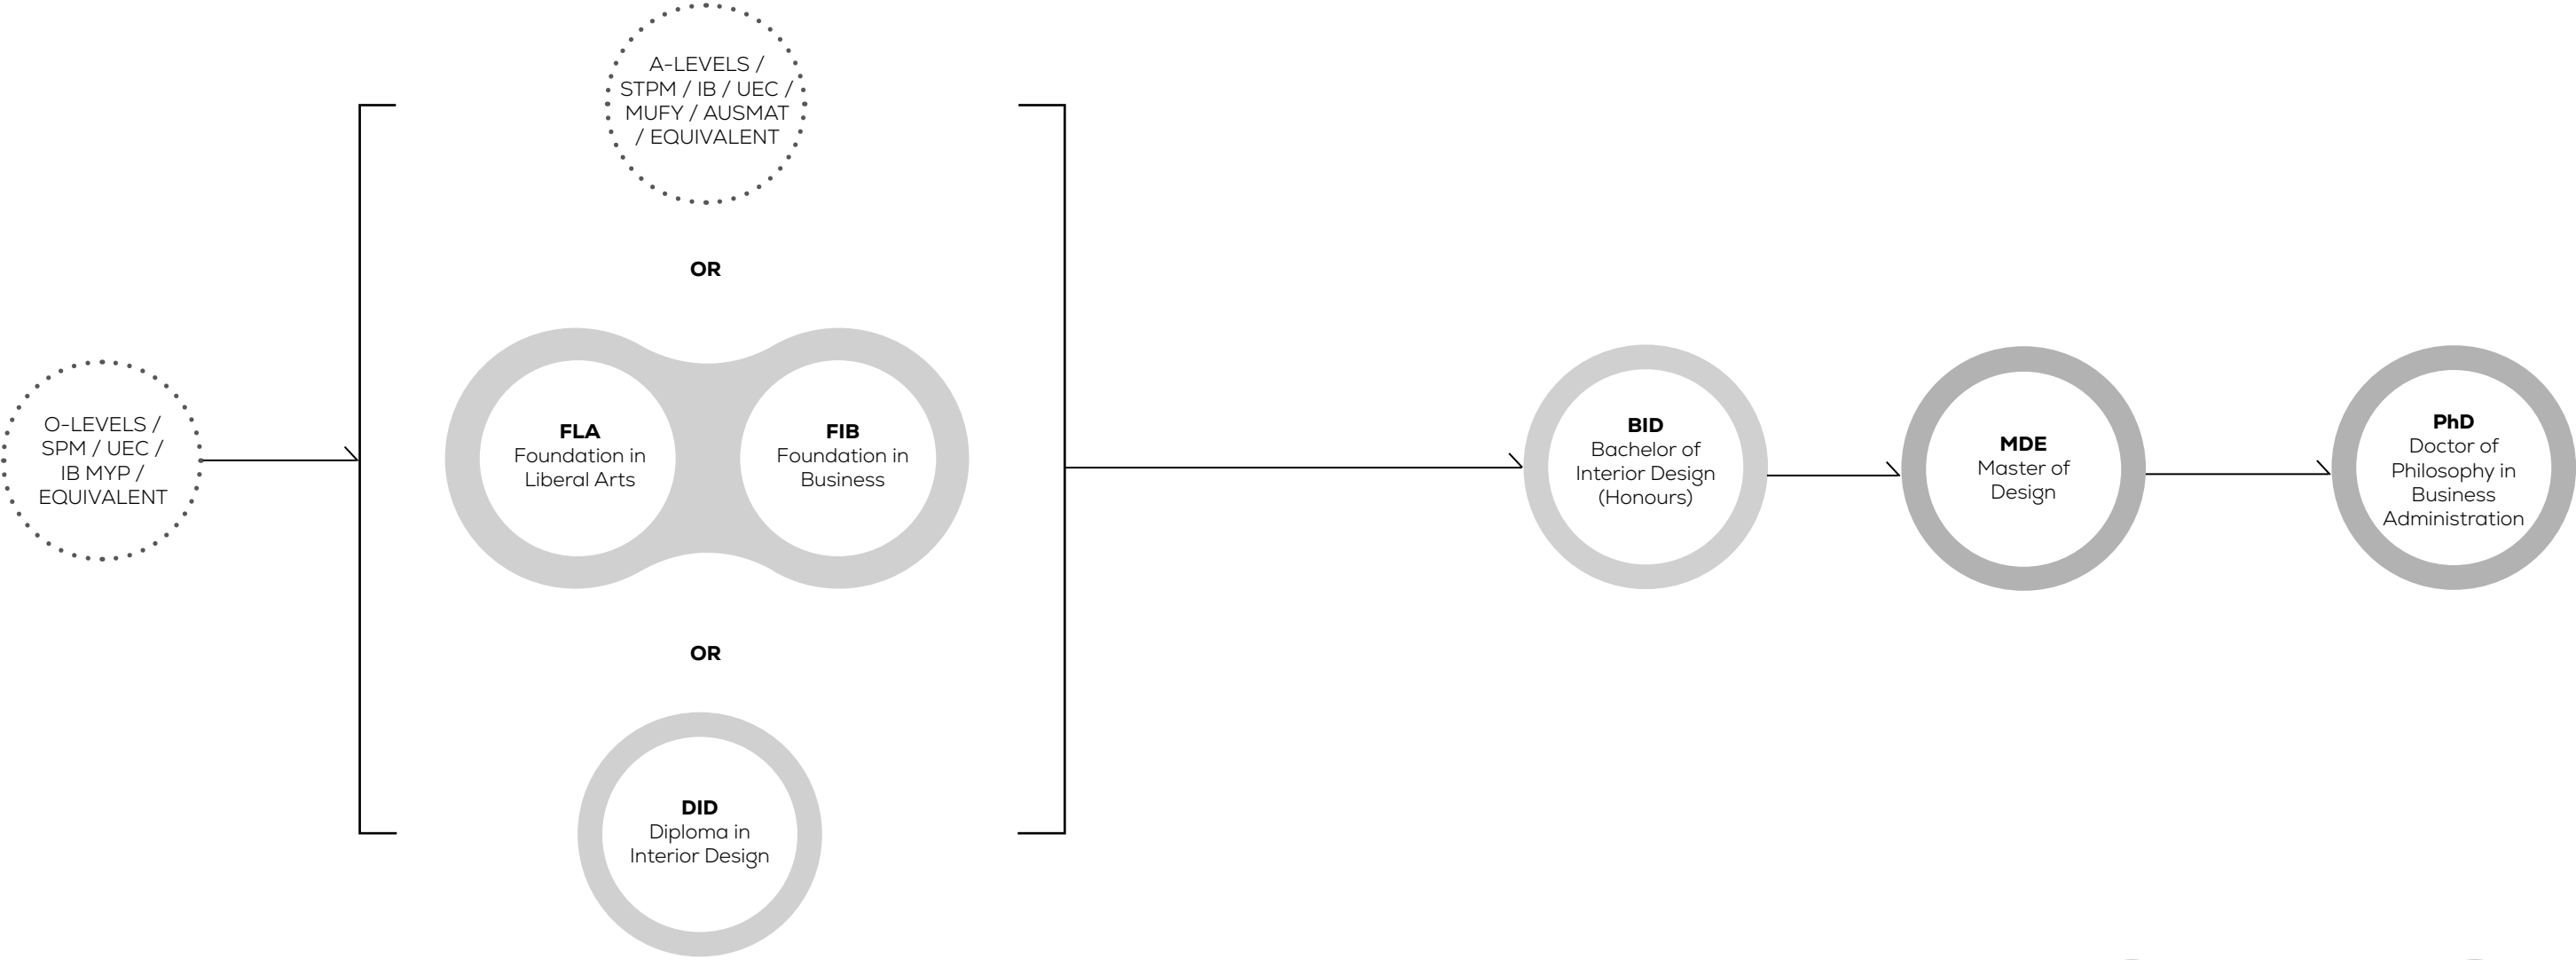 O-LEVELS /
SPM / UEC /
IB MYP /
EQUIVALENT
A-LEVELS /
STPM / IB / UEC /
MUFY / AUSMAT
/ EQUIVALENT
OR
FLA
Foundation in
Liberal Arts
FIB
Foundation in
Business
OR
DID
Diploma in
Interior Design
BID
Bachelor of
Interior Design
(Honours)
MDE
Master of
Design
PhD
Doctor of
Philosophy in
Business
Administration